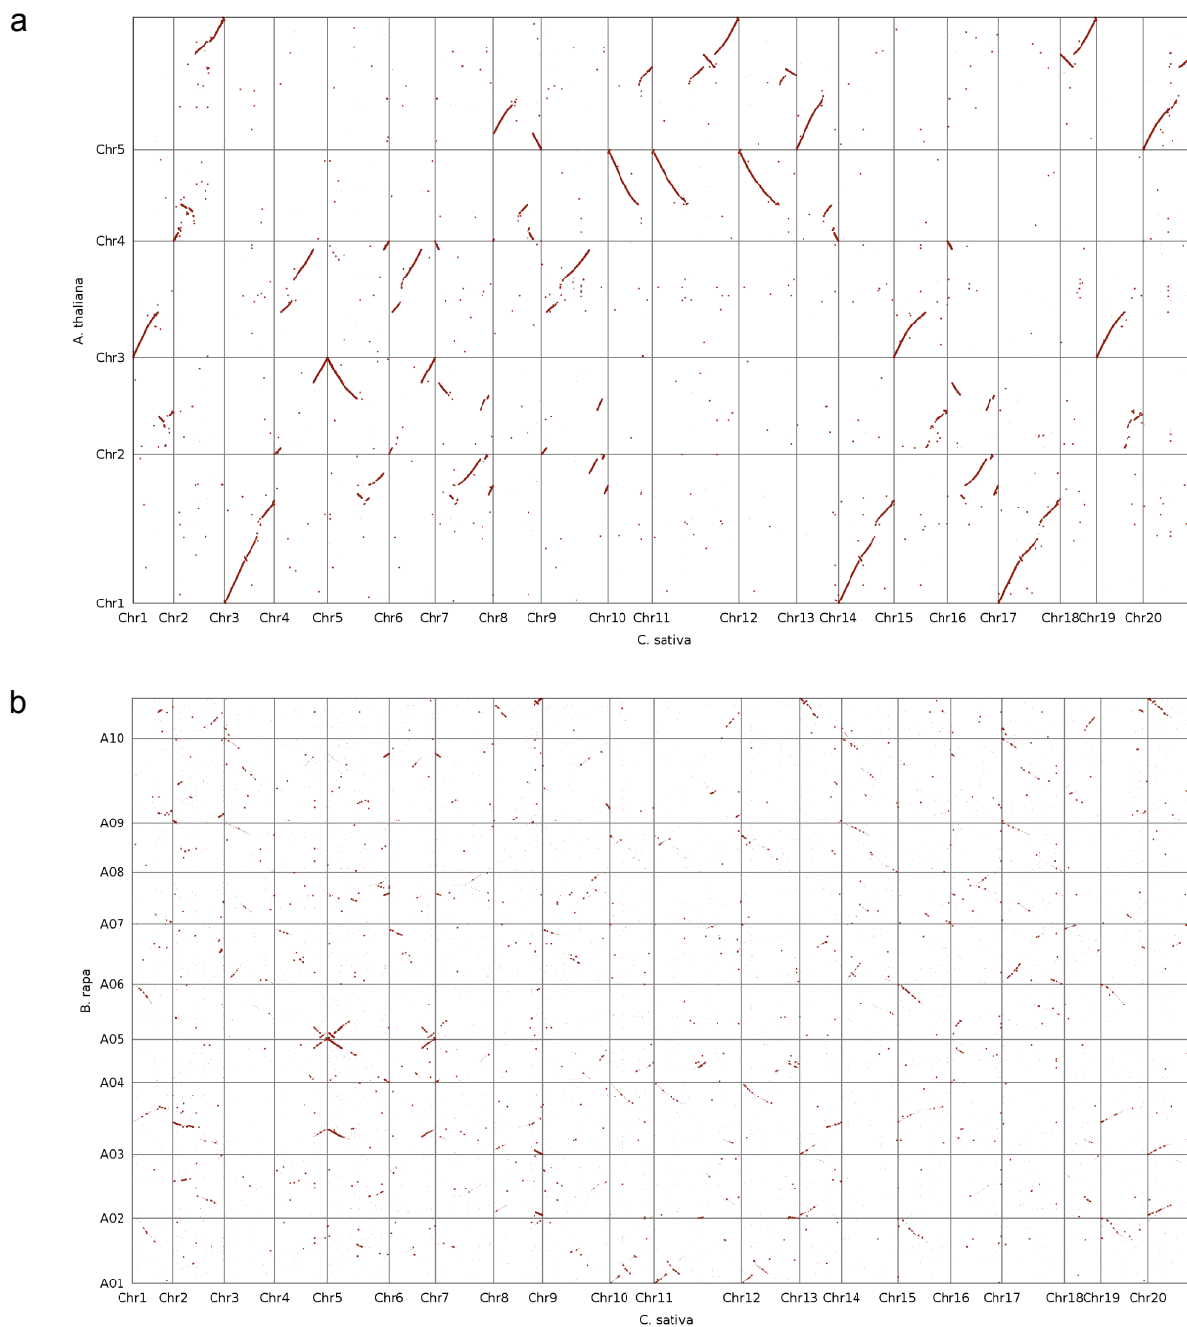 a
Chr5
Chr4
Chr3
Chr2
Chr1
A. thaliana
Chr1 Chr2 Chr3 Chr4 Chr5 Chr6 Chr7 Chr8 Chr9 Chr10 Chr11 Chr12 Chr13 Chr14 Chr15 Chr16 Chr17 Chr18 Chr19 Chr20
C. sativa
b
A10
A09
A08
A07
A06
A05
A04
A03
A02
A01
B. rapa
Chr1 Chr2 Chr3 Chr4 Chr5 Chr6 Chr7 Chr8 Chr9 Chr10 Chr11 Chr12 Chr13 Chr14 Chr15 Chr16 Chr17 Chr18 Chr19 Chr20
C. sativa